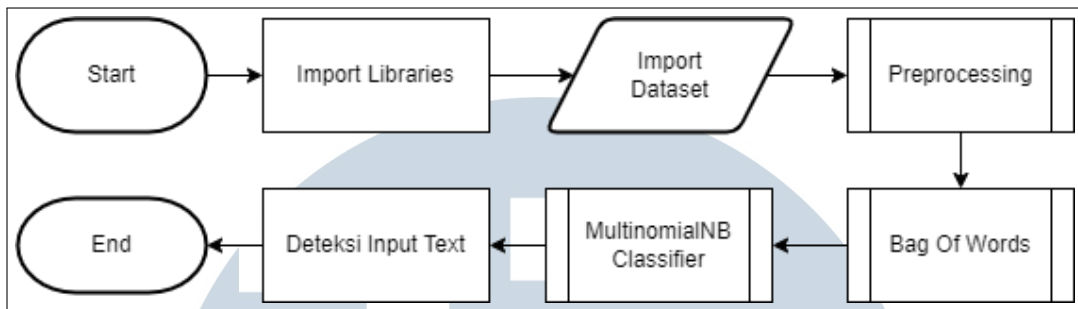 Start
Import Libraries
Import
Dataset
Preprocessing
End
Deteksi Input Text
MultinomialNB
Classifier
Bag Of Words